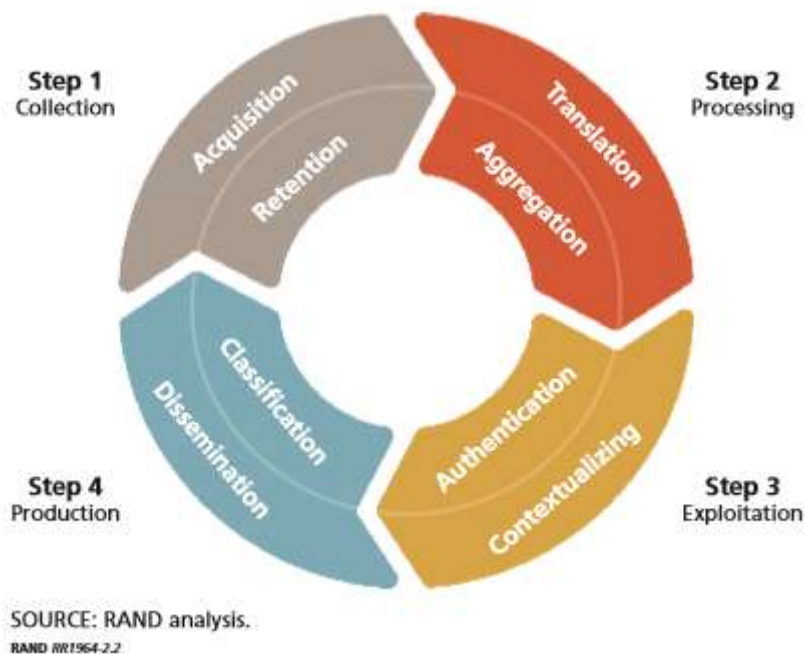 Step 1
Collection
Acquisition
Retention
Step 2
Processing
Translation
Aggregation
Step 3
Exploitation
Authentication
Contextualizing
Step 4
Production
Classification
Dissemination
SOURCE: RAND analysis.
RAND RR1964-2.2